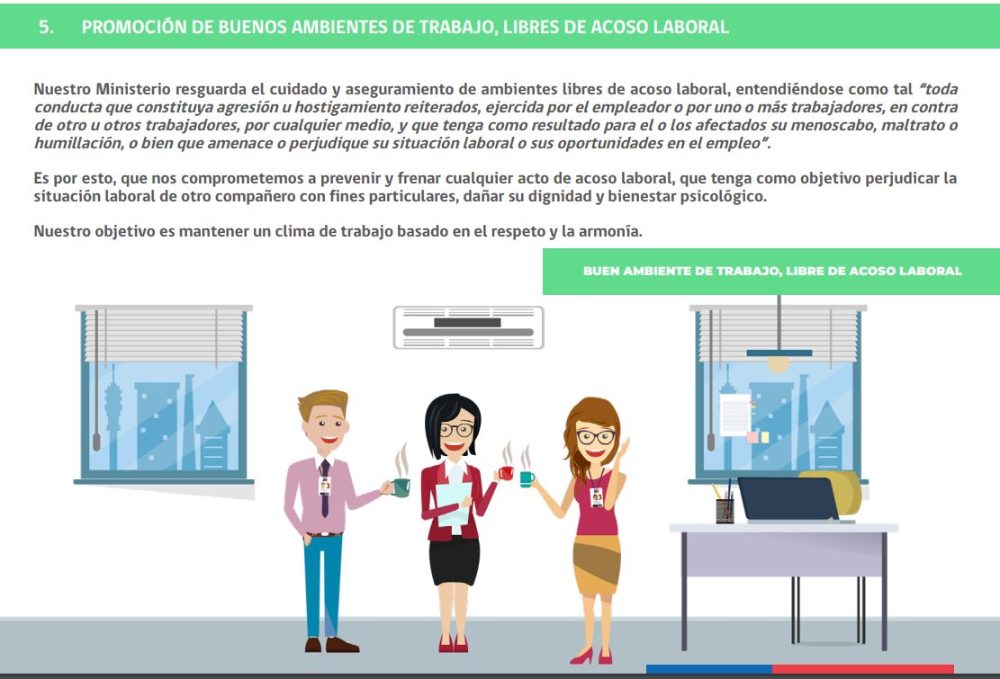 5. PROMOCIÓN DE BUENOS AMBIENTES DE TRABAJO, LIBRES DE ACOSO LABORAL
Nuestro Ministerio resguarda el cuidado y aseguramiento de ambientes libres de acoso laboral, entendiéndose como tal "toda
conducta que constituya agresión u hostigamiento reiterados, ejercida por el empleador o por uno o más trabajadores, en contra
de otro u otros trabajadores, por cualquier medio, y que tenga como resultado para el o los afectados su menoscabo, maltrato o
humillación, o bien que amenace o perjudique su situación laboral o sus oportunidades en el empleo".
Es por esto, que nos comprometemos a prevenir y frenar cualquier acto de acoso laboral, que tenga como objetivo perjudicar la
situación laboral de otro compañero con fines particulares, dañar su dignidad y bienestar psicológico.
Nuestro objetivo es mantener un clima de trabajo basado en el respeto y la armonía.
BUEN AMBIENTE DE TRABAJO, LIBRE DE ACOSO LABORAL